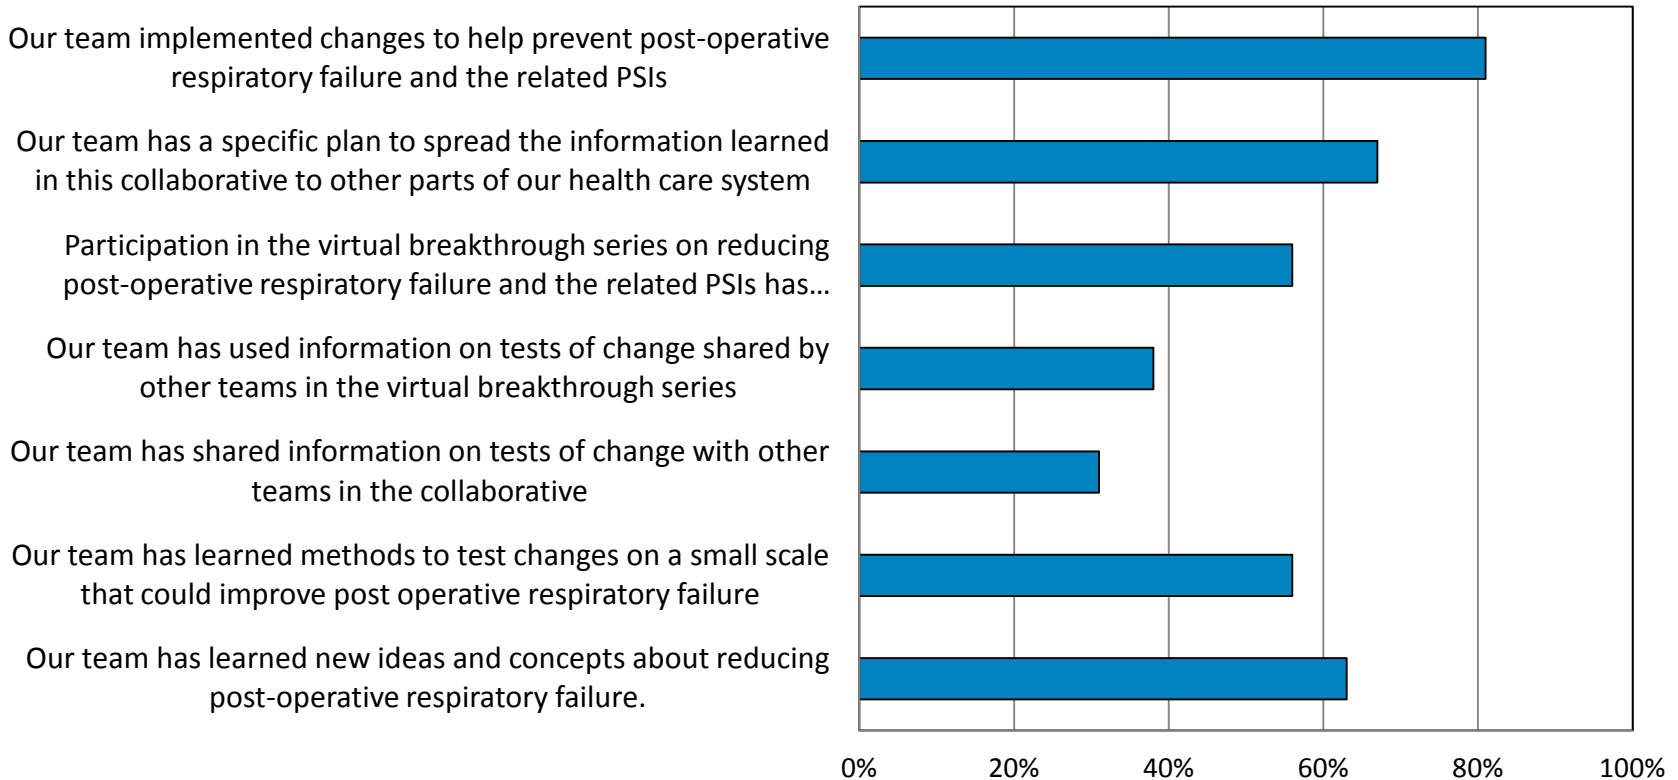 Our team implemented changes to help prevent post-operative
respiratory failure and the related PSIs
Our team has a specific plan to spread the information learned
in this collaborative to other parts of our health care system
Participation in the virtual breakthrough series on reducing
post-operative respiratory failure and the related PSIs has...
Our team has used information on tests of change shared by
other teams in the virtual breakthrough series
Our team has shared information on tests of change with other
teams in the collaborative
Our team has learned methods to test changes on a small scale
that could improve post operative respiratory failure
Our team has learned new ideas and concepts about reducing
post-operative respiratory failure.
0% 20% 40% 60% 80% 100%